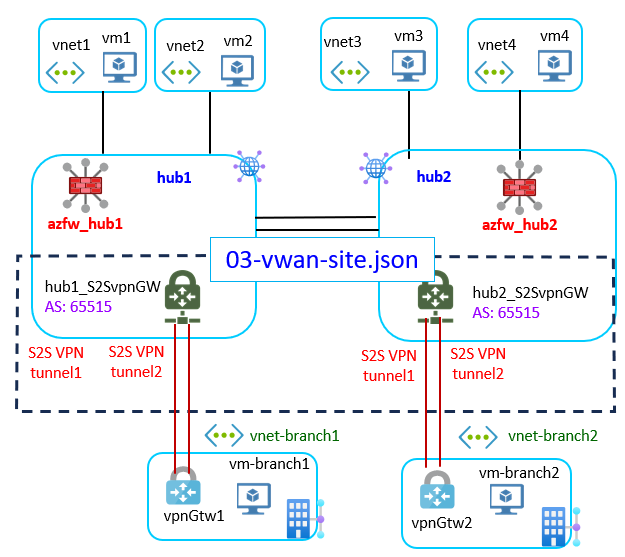 vnet1
vm1
vnet2
vm2
vnet3
vm3
vnet4
vm4
hub1
hub2
azfw_hub1
azfw_hub2
03-vwan-site.json
hub1_S2SvpnGW
AS: 65515
hub2_S2SvpnGW
AS: 65515
S2S VPN
tunnel1
S2S VPN
tunnel2
S2S VPN
tunnel1
S2S VPN
tunnel2
vnet-branch1
vnet-branch2
vm-branch1
vpnGtw1
vm-branch2
vpnGtw2